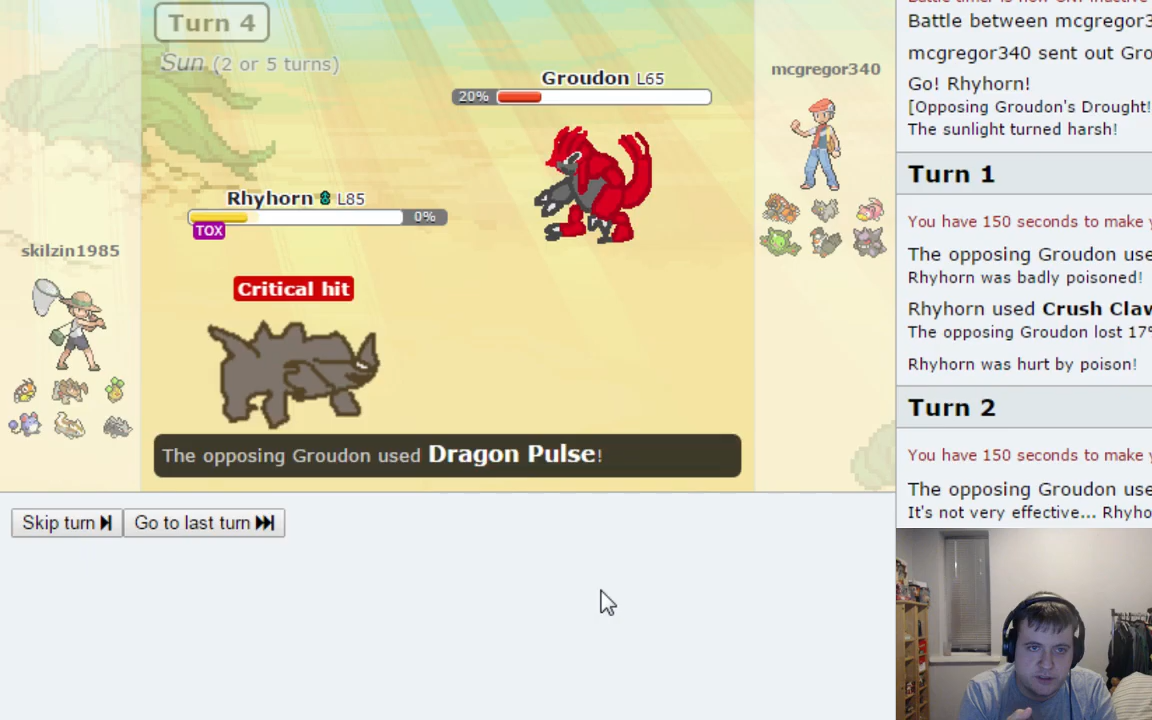 Turn 4
Sun (2 or 5 turns)
Groudon L65
20%
mcgregor340
Rhyhorn L85
0%
TOX
skilzin1985
Critical hit
The opposing Groudon used Dragon Pulse!
Skip turn
Go to last turn
Battle between mcgregor3
mcgregor340 sent out Gro
Go! Rhyhorn!
[Opposing Groudon's Drought!
The sunlight turned harsh!
Turn 1
You have 150 seconds to make
The opposing Groudon use
Rhyhorn was badly poisoned!
Rhyhorn used Crush Claw
The opposing Groudon lost 17%
Rhyhorn was hurt by poison!
Turn 2
You have 150 seconds to make
The opposing Groudon use
It's not very effective... Rhyho